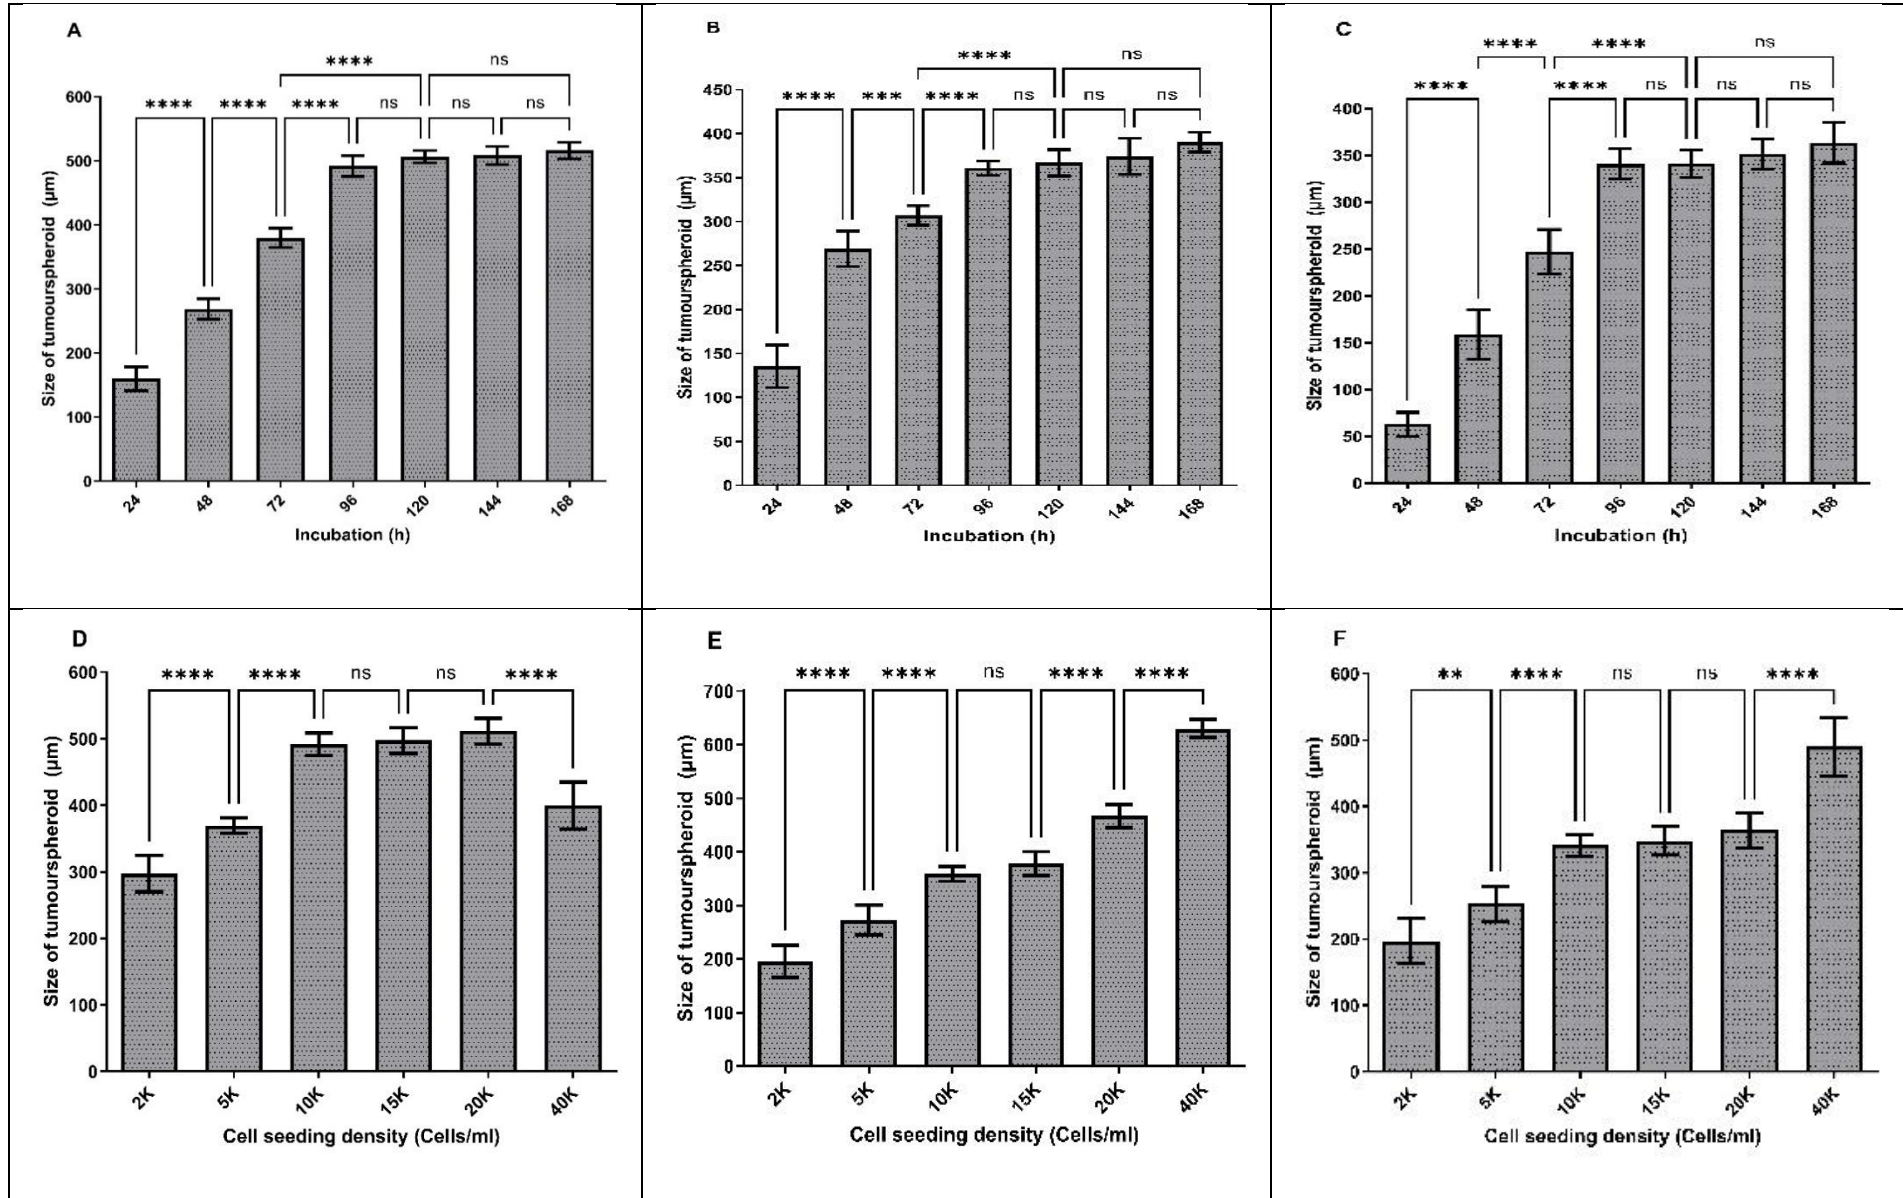 A
**** ns
**** **** **** ns ns ns
600
500
400
300
200
100
0
Size of tumourspheroid (µm)
24 48 72 96 120 144 168
Incubation (h)
B
**** ns
**** *** **** ns ns ns
450
400
350
300
250
200
150
100
50
0
Size of tumourspheroid (µm)
24 48 72 96 120 144 168
Incubation (h)
C
**** **** ns
**** **** ns ns ns
400
350
300
250
200
150
100
50
0
Size of tumourspheroid (µm)
24 48 72 96 120 144 168
Incubation (h)
D
**** **** ns ns ****
600
500
400
300
200
100
0
Size of tumourspheroid (µm)
2K 5K 10K 15K 20K 40K
Cell seeding density (Cells/ml)
E
**** **** ns **** ****
700
600
500
400
300
200
100
0
Size of tumourspheroid (µm)
2K 5K 10K 15K 20K 40K
Cell seeding density (Cells/ml)
F
** **** ns ns ****
600
500
400
300
200
100
0
Size of tumourspheroid (µm)
2K 5K 10K 15K 20K 40K
Cell seeding density (Cells/ml)